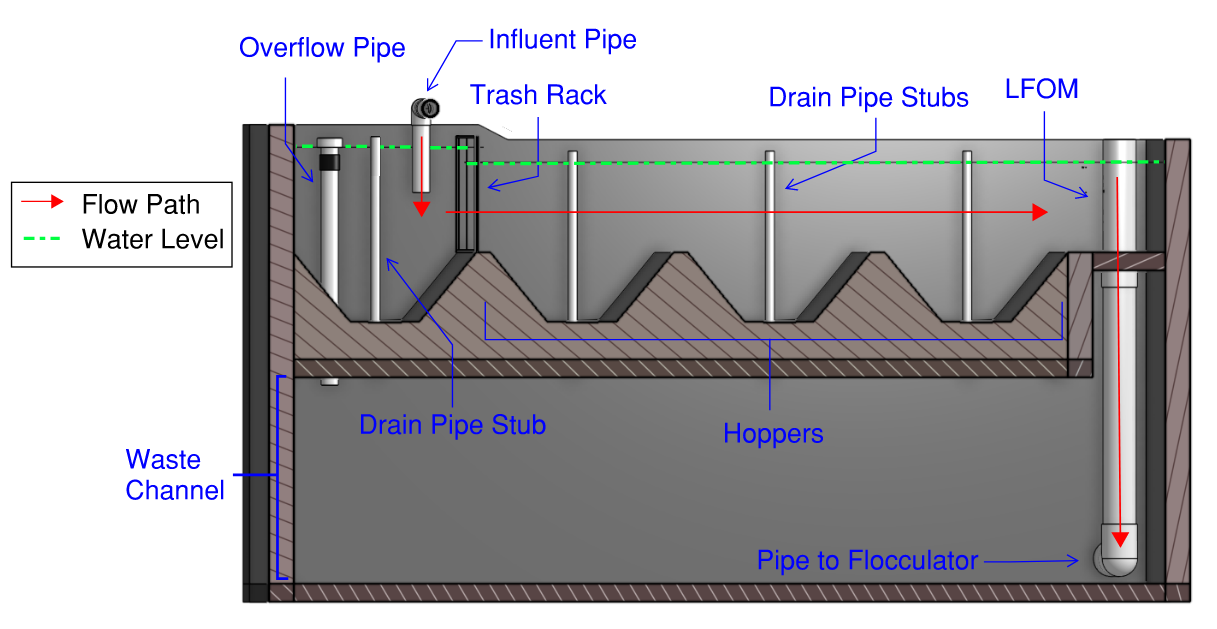 Overflow Pipe
Influent Pipe
Trash Rack
Drain Pipe Stubs
LFOM
Flow Path
Water Level
Drain Pipe Stub
Hoppers
Waste
Channel
Pipe to Flocculator